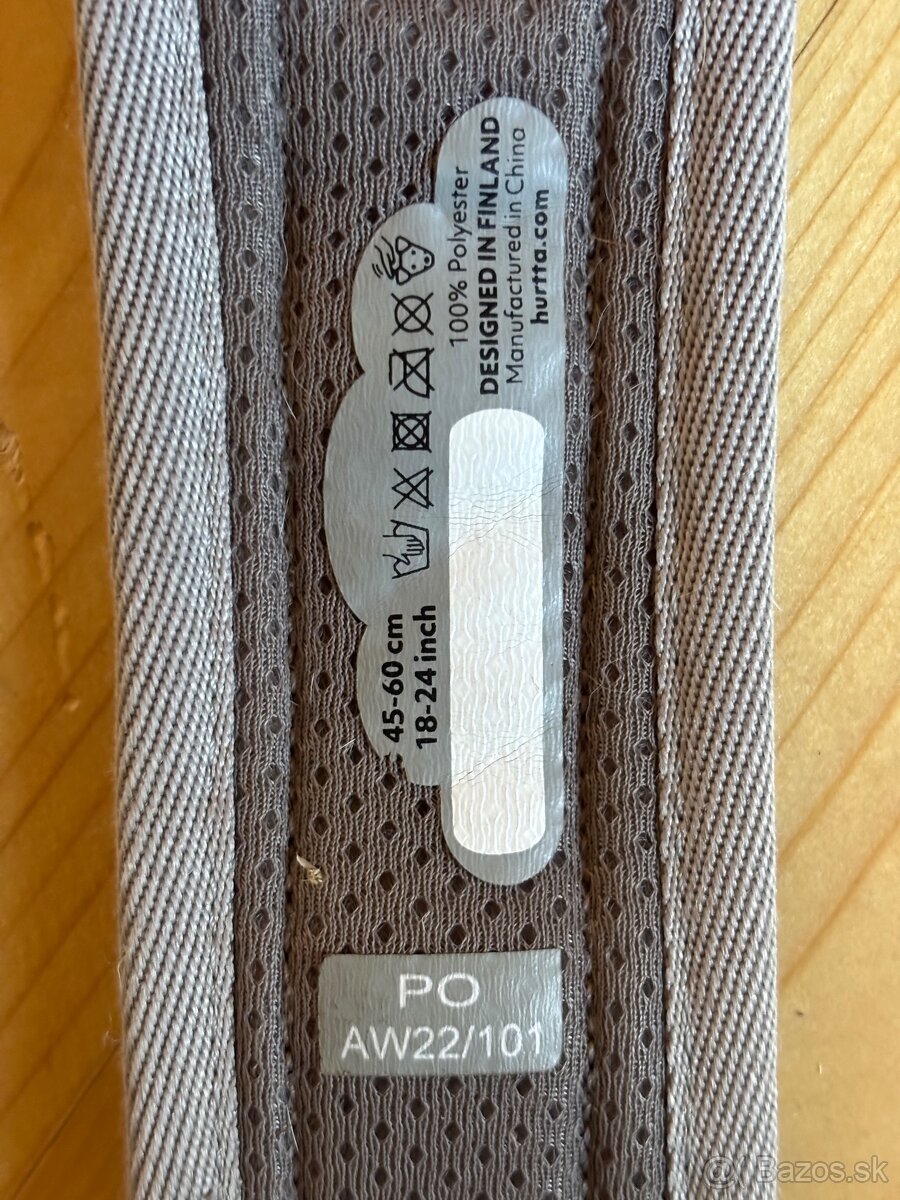 45-60 cm
18-24 inch
100% Polyester
DESIGNED IN FINLAND
Manufactured in China
hurtta.com
PO
AW22/101
Bazos.sk